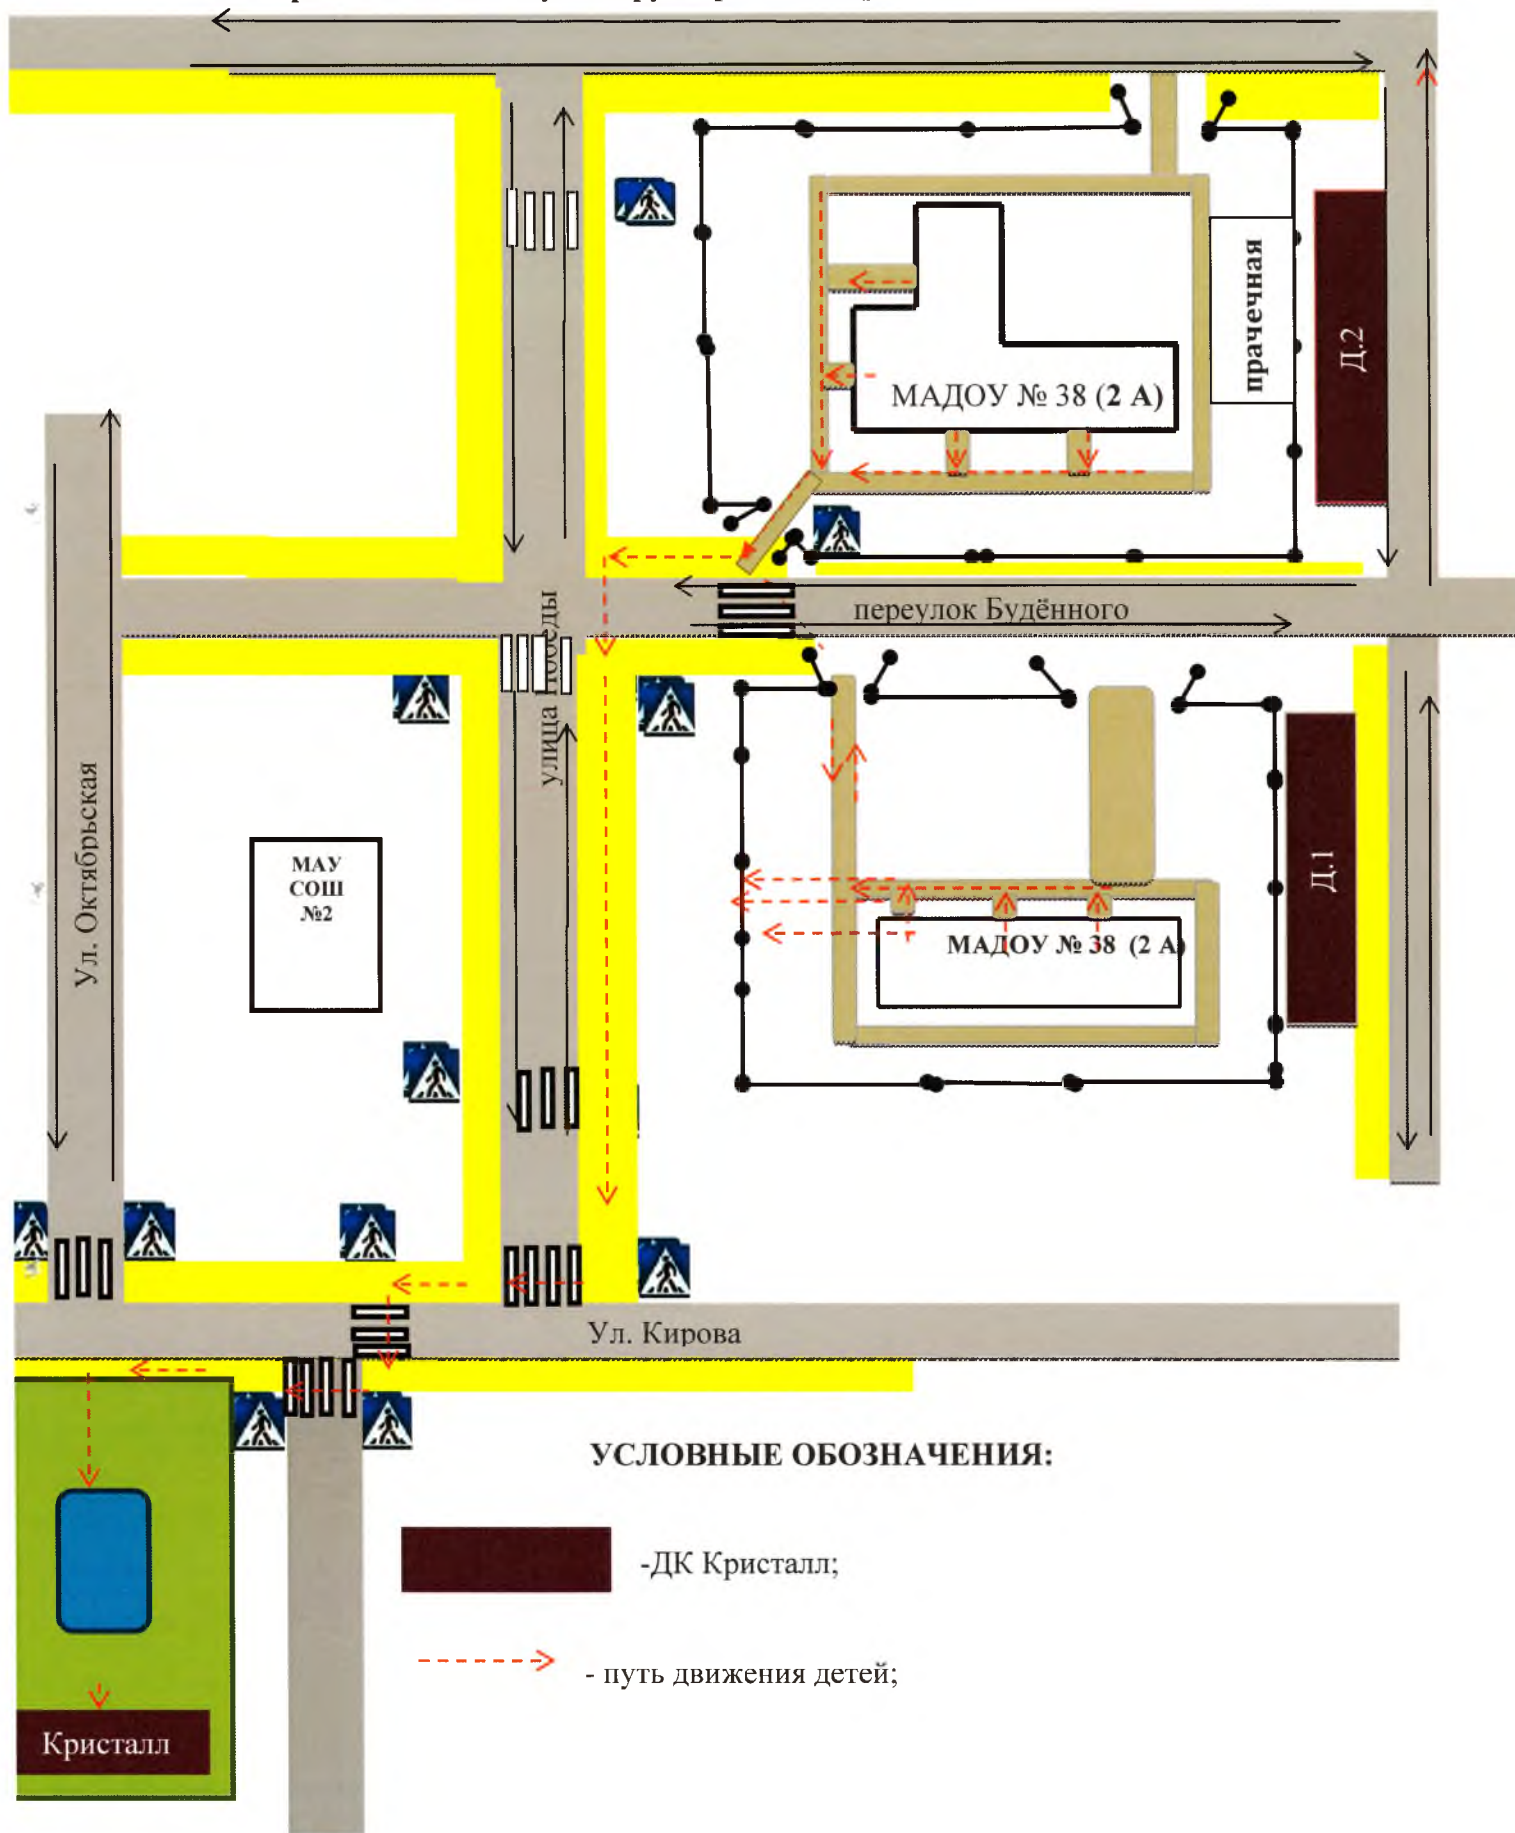 прачечная
Д.2
МАДОУ № 38 (2 А)
переулок Будённого
улица Победы
Ул. Октябрьская
МАУ
СОШ
№2
Д.1
МАДОУ № 38 (2 А)
Ул. Кирова
УСЛОВНЫЕ ОБОЗНАЧЕНИЯ:
-ДК Кристалл;
- путь движения детей;
Кристалл